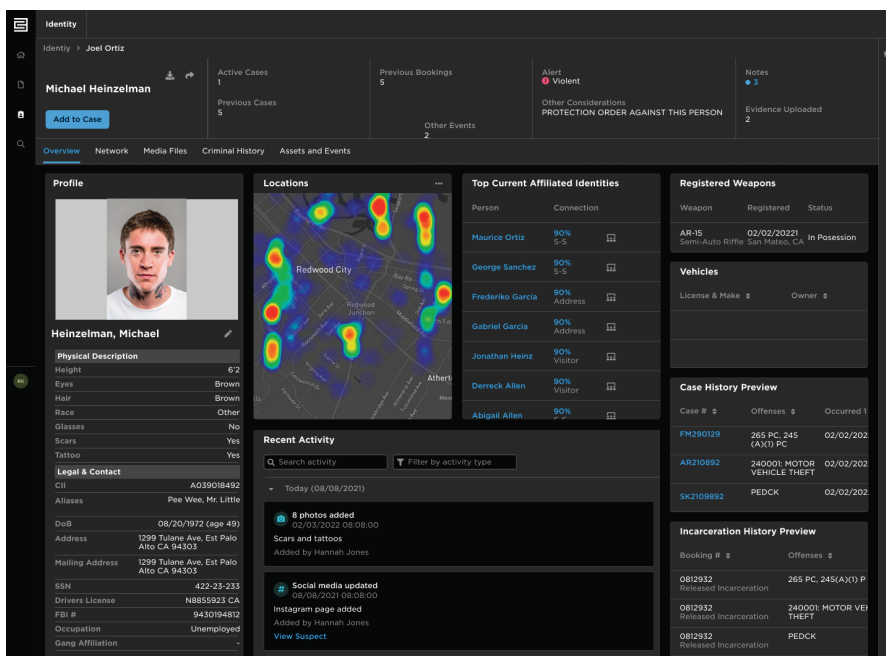 Identity
Identiy > Joel Ortiz
Michael Heinzelman
Add to Case
Active Cases
1
Previous Cases
5
Previous Bookings
5
Other Events
2
Alert
Violent
Other Considerations
PROTECTION ORDER AGAINST THIS PERSON
Notes
3
Evidence Uploaded
2
Overview Network Media Files Criminal History Assets and Events
Profile
Heinzelman, Michael
Physical Description
Height 6'2
Eyes Brown
Hair Brown
Race Other
Glasses No
Scars Yes
Tattoo Yes
Legal & Contact
CII A039018492
Aliases Pee Wee, Mr. Little
DoB 08/20/1972 (age 49)
Address 1299 Tulane Ave, Est Palo
Alto CA 94303
Mailing Address 1299 Tulane Ave, Est Palo
Alto CA 94303
SSN 422-23-233
Drivers License N8855923 CA
FBI # 9430194812
Occupation Unemployed
Gang Affiliation -
BH
Locations
Redwood City
Redwood
Junction
Bay Rd
Spring St
Middlefield
Athert
Top Current Affiliated Identities
Person Connection
Maurice Ortiz 90%
S-S
George Sanchez 90%
S-S
Frederiko Garcia 90%
Address
Gabriel Garcia 90%
Address
Jonathan Heinz 90%
Visitor
Derreck Allen 90%
Visitor
Abigail Allen 90%
Recent Activity
Search activity Filter by activity type
Today (08/08/2021)
8 photos added
02/03/2022 08:08:00
Scars and tattoos
Added by Hannah Jones
# Social media updated
08/08/2021 08:08:00
Instagram page added
Added by Hannah Jones
View Suspect
Registered Weapons
Weapon Registered Status
AR-15 02/02/20221 In Posession
Semi-Auto Riffle San Mateo, CA
Vehicles
License & Make Owner
Case History Preview
Case # Offenses Occurred 1
FM290129 265 PC, 245 02/02/202
(A)(1) PC
AR210892 240001: MOTOR 02/02/202
VEHICLE THEFT
SK2109892 PEDCK 02/02/202
Incarceration History Preview
Booking # Offenses
0812932 265 PC, 245(A)(1) P
Released Incarceration
0812932 240001: MOTOR VEH
Released Incarceration THEFT
0812932 PEDCK
Released Incarceration